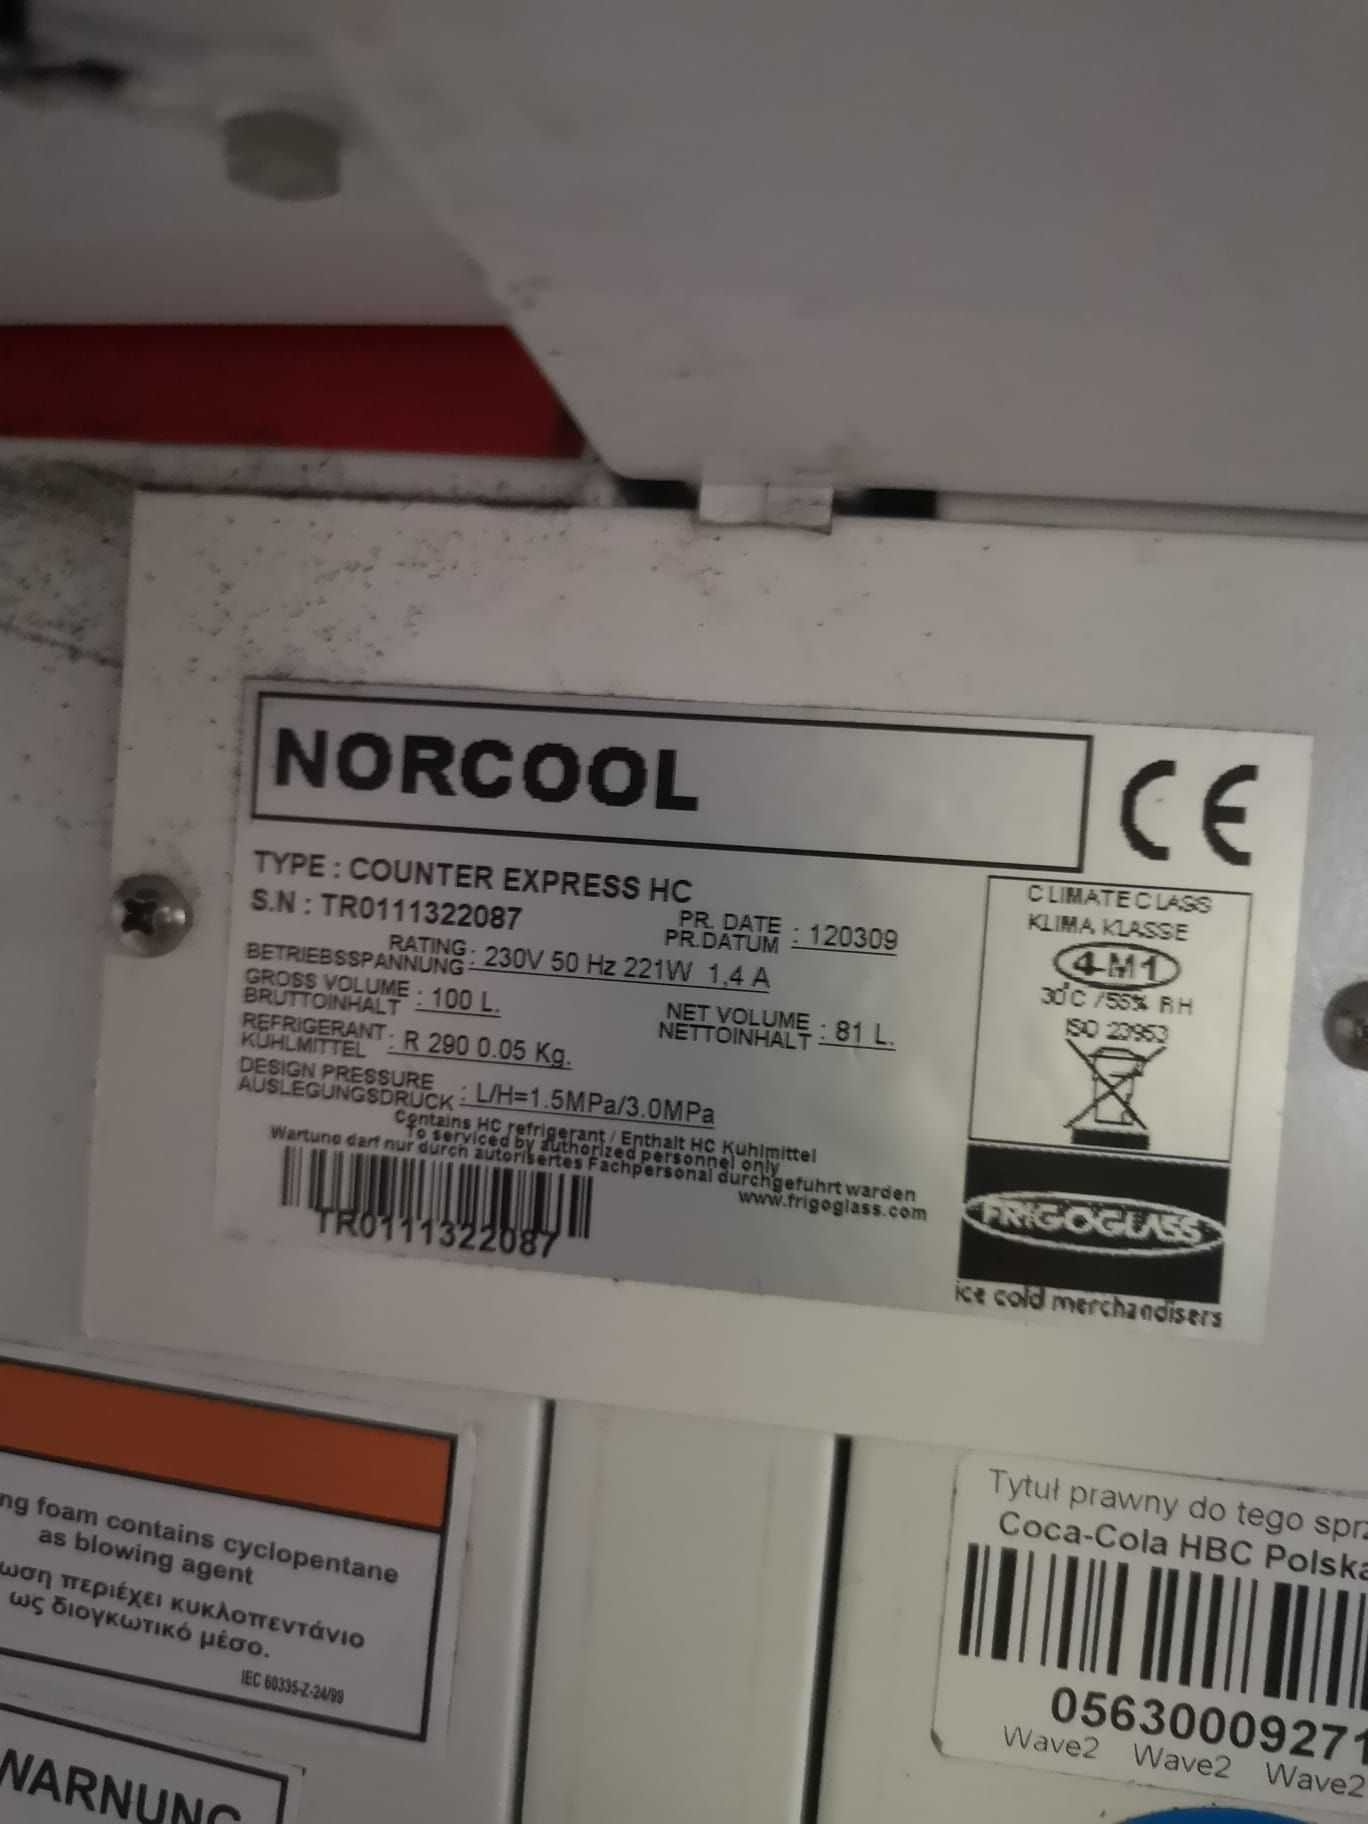 NORCOOL
CE
TYPE : COUNTER EXPRESS HC
S.N : TR0111322087
PR. DATE
PR.DATUM : 120309
RATING
BETRIEBSSPANNUNG : 230V 50 Hz 221W 1,4 A
GROSS VOLUME
BRUTTOINHALT : 100 L.
NET VOLUME
NETTOINHALT : 81 L.
REFRIGERANT
KUHLMITTEL : R 290 0.05 Kg.
DESIGN PRESSURE
AUSLEGUNGSDRUCK : L/H=1.5MPa/3.0MPa
Contains HC refrigerant / Enthalt HC Kuhlmittel
To serviced by authorized personnel only
Wartung darf nur durch autorisertes Fachpersonal durchgefuhrt warden
www.frigoglass.com
TR0111322087
CLIMATE CLASS
KLIMA KLASSE
4-M1
30°C /55% RH
ISO 23953
FRIGOGLASS
ice cold merchandisers
ng foam contains cyclopentane
as blowing agent
ωση περιέχει κυκλοπεντάνιο
ως διογκωτικό μέσο.
IEC 60335-Z-24/99
WARNUNG
Tytuł prawny do tego sprz
Coca-Cola HBC Polska
05630009271
Wave2 Wave2 Wave2